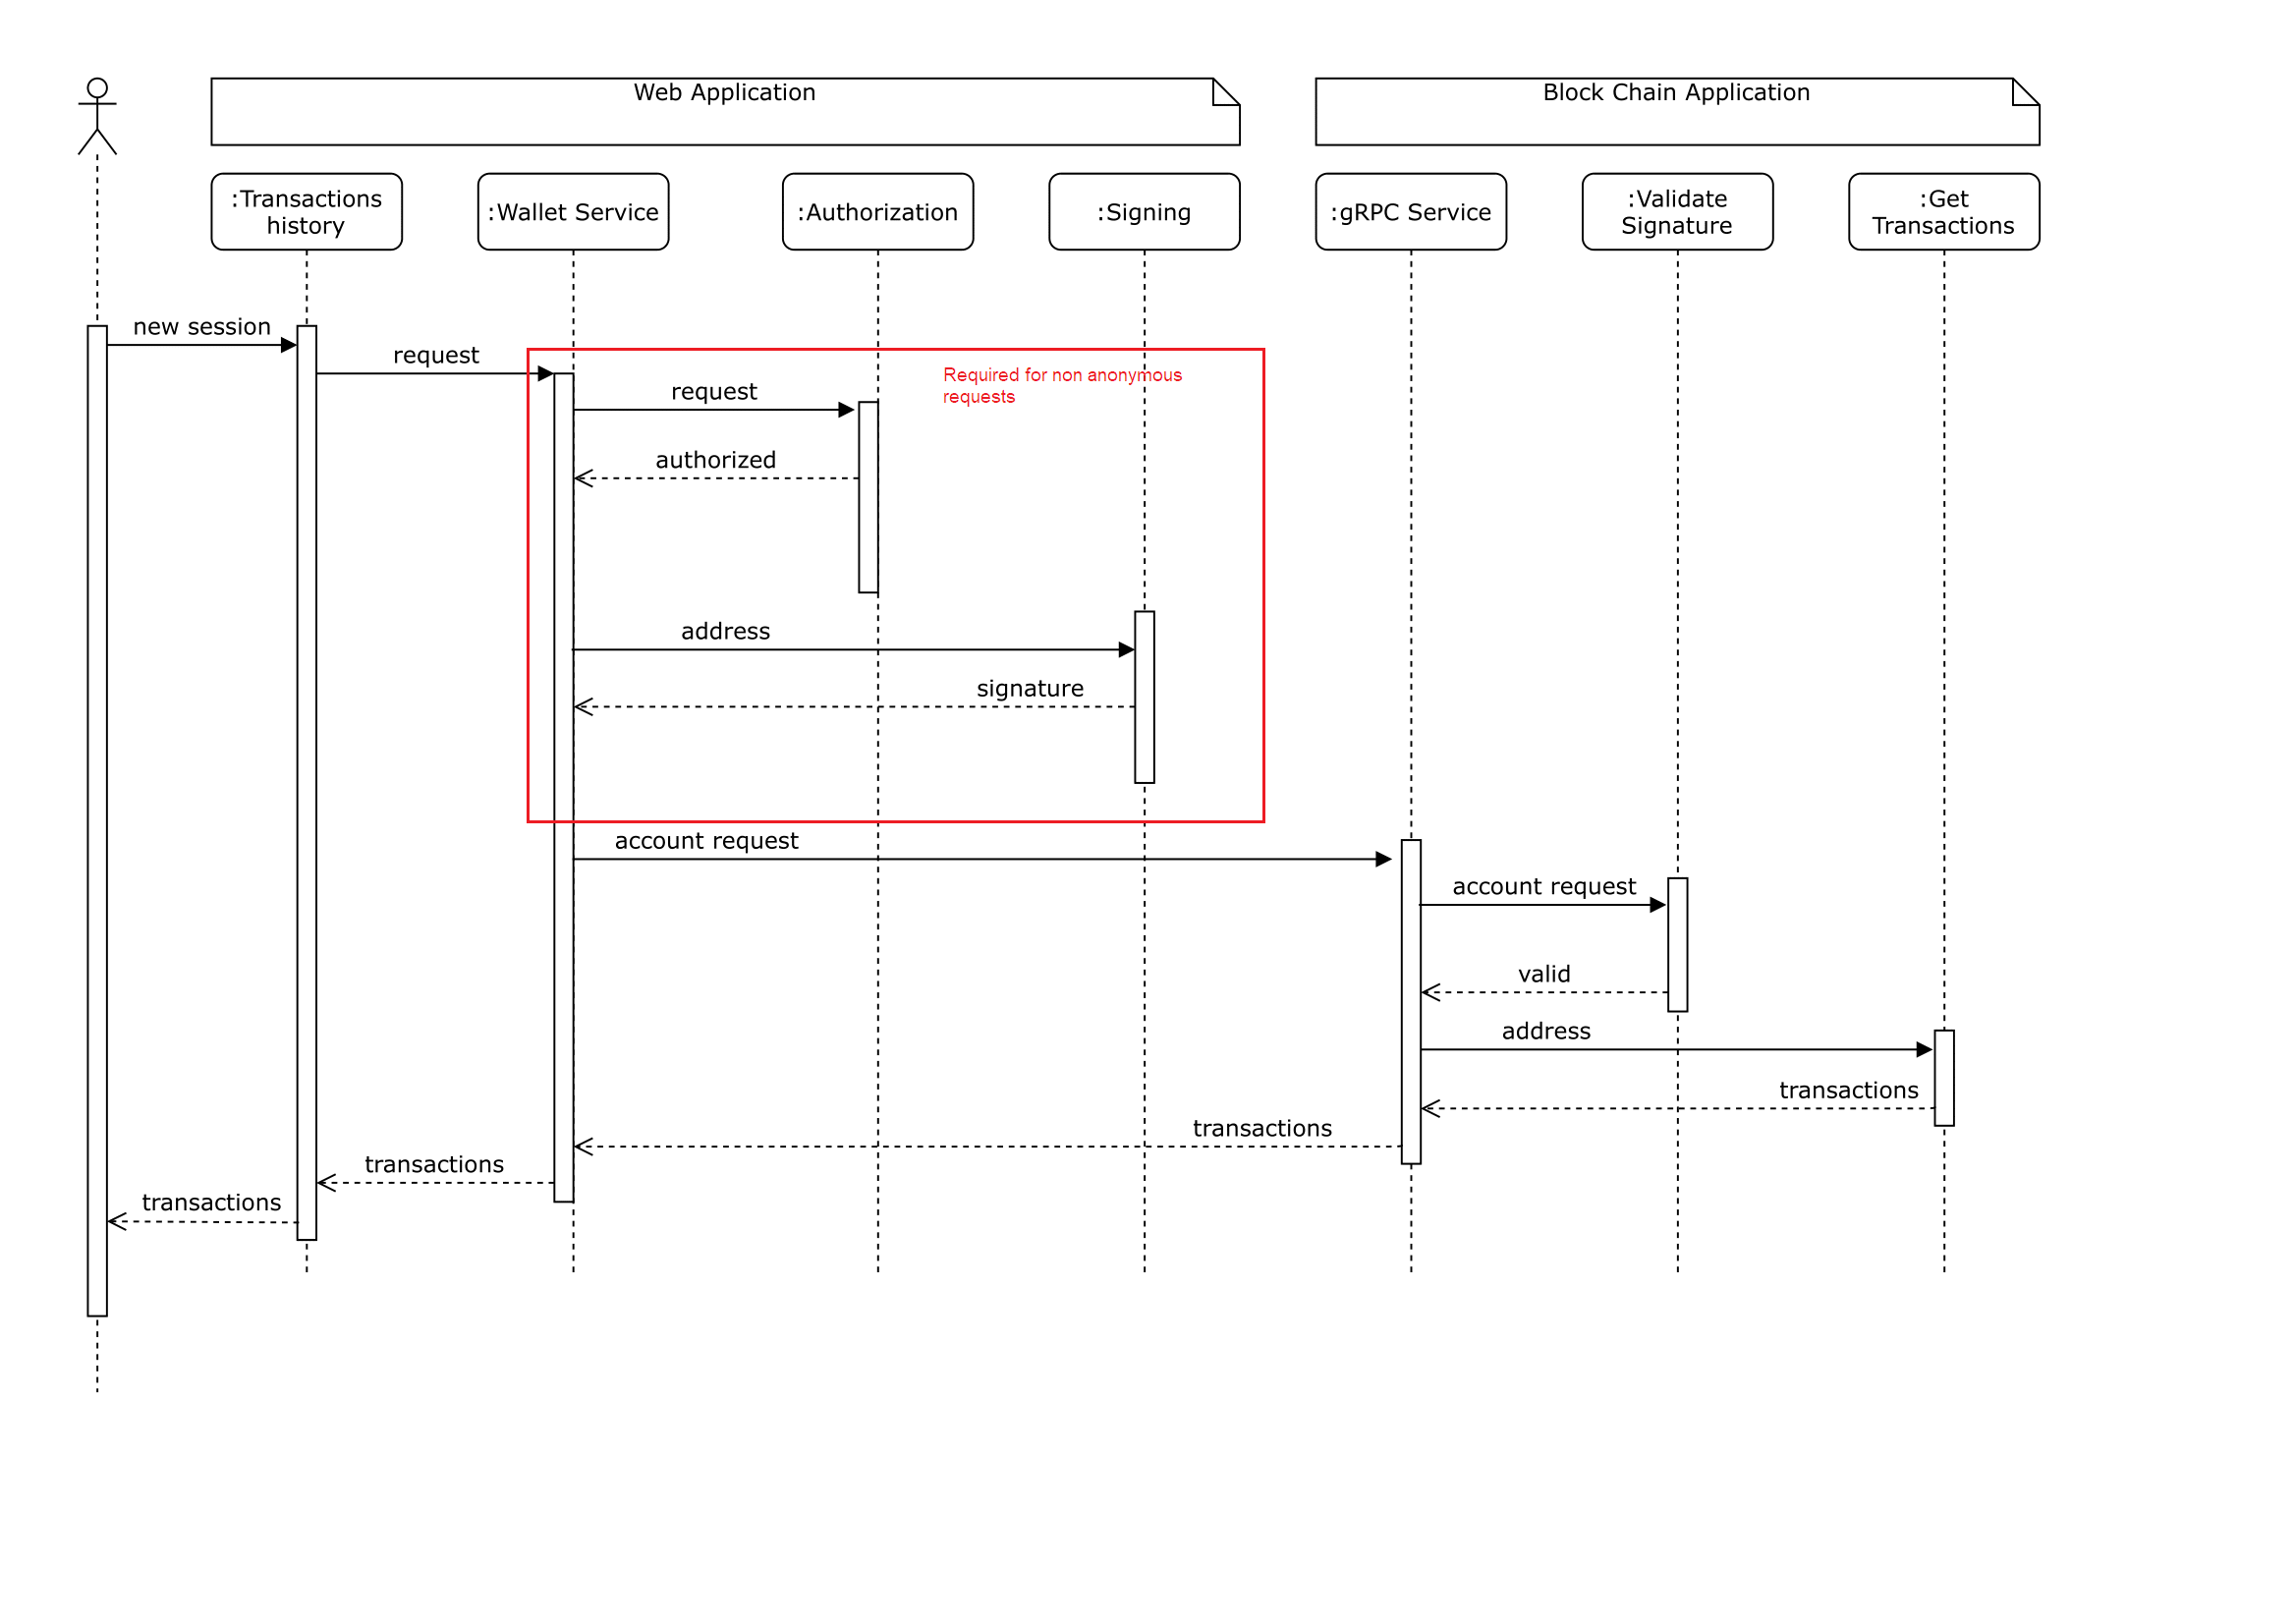 Web Application
Block Chain Application
:Transactions
history
:Wallet Service
:Authorization
:Signing
:gRPC Service
:Validate
Signature
:Get
Transactions
new session
request
Required for non anonymous
requests
request
authorized
address
signature
account request
account request
valid
address
transactions
transactions
transactions
transactions